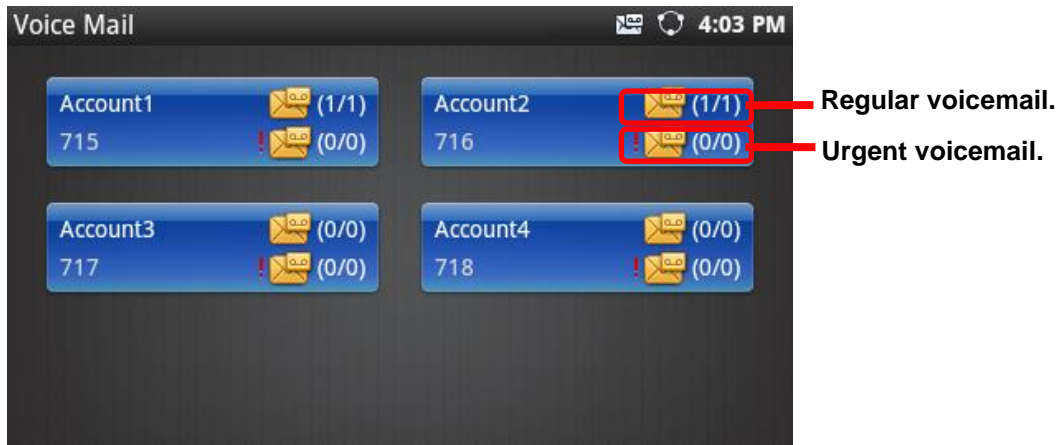 Voice Mail 4:03 PM
Account1 (1/1)
715 ! (0/0)
Account2 (1/1)
716 ! (0/0)
Regular voicemail.
Urgent voicemail.
Account3 (0/0)
717 ! (0/0)
Account4 (0/0)
718 ! (0/0)